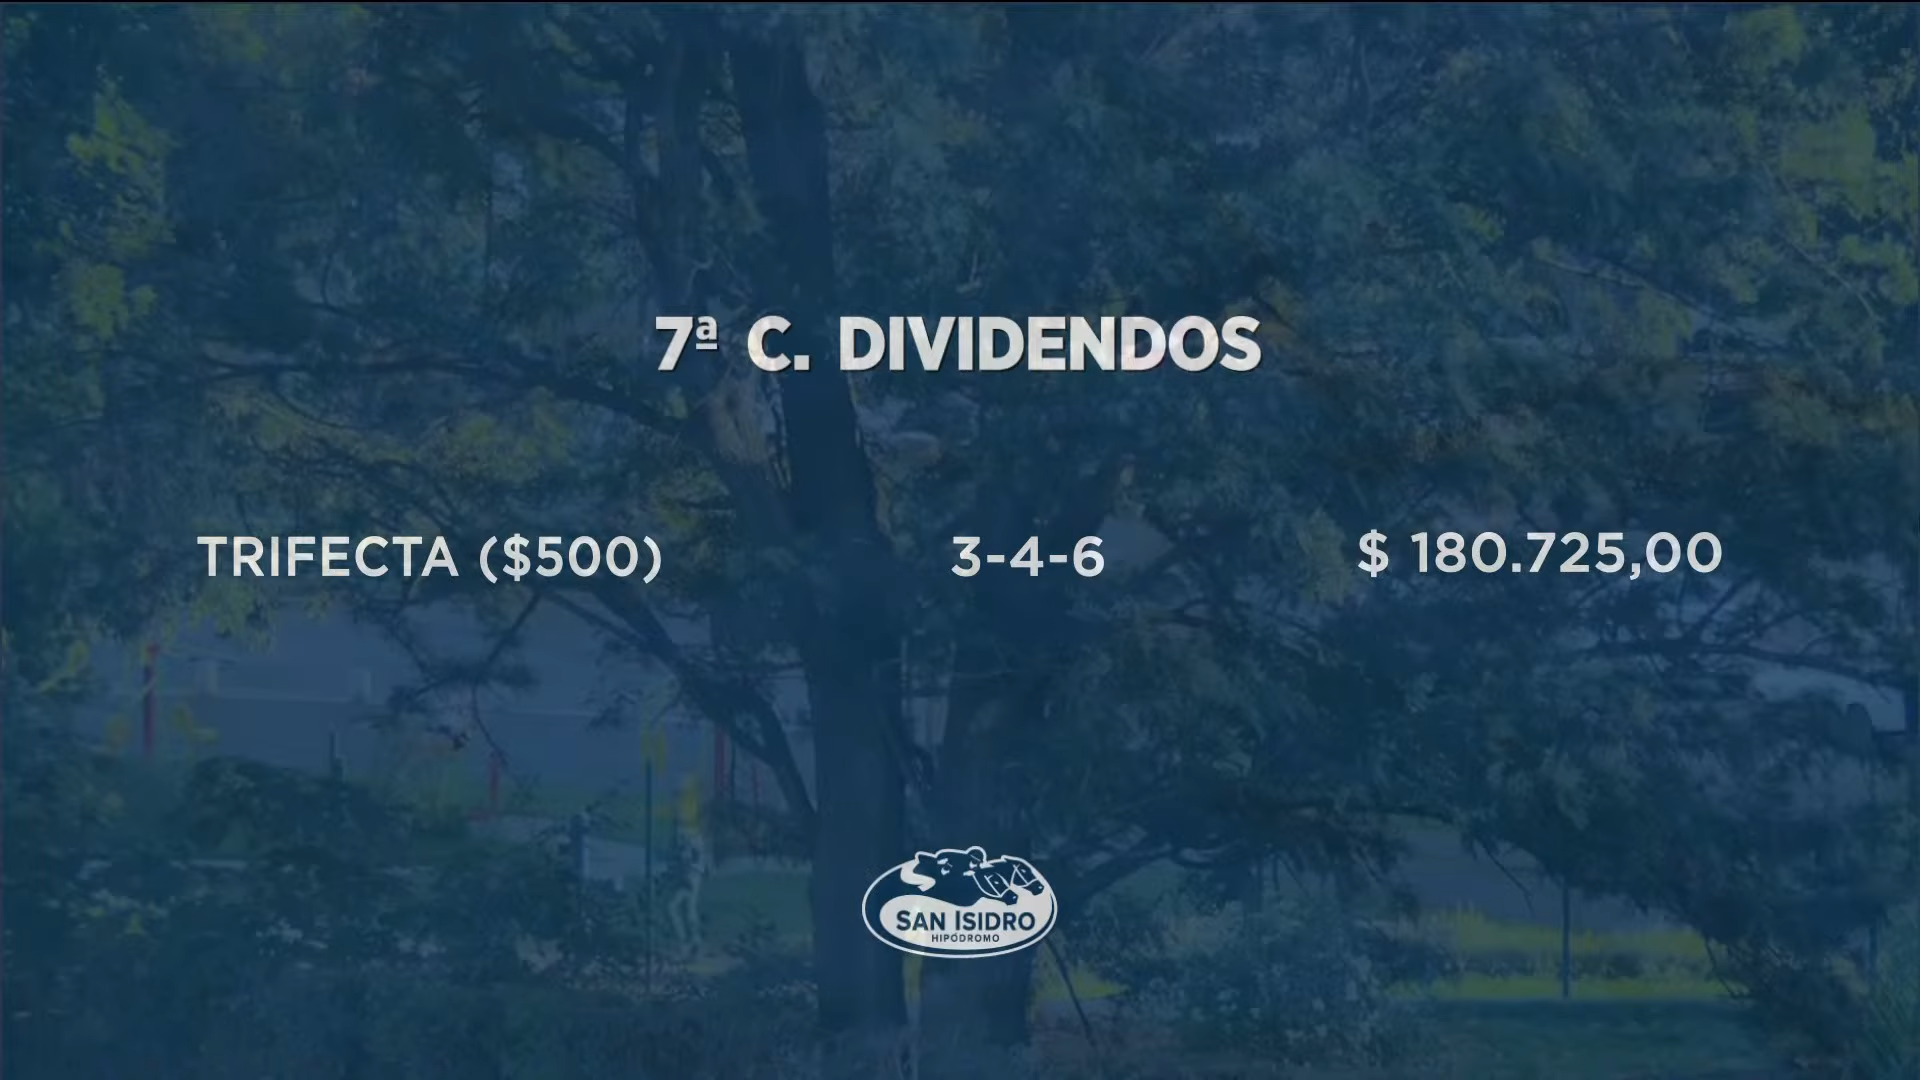 7ª C. DIVIDENDOS
TRIFECTA ($500) 3-4-6 $ 180.725,00
SAN ISIDRO
HIPÓDROMO